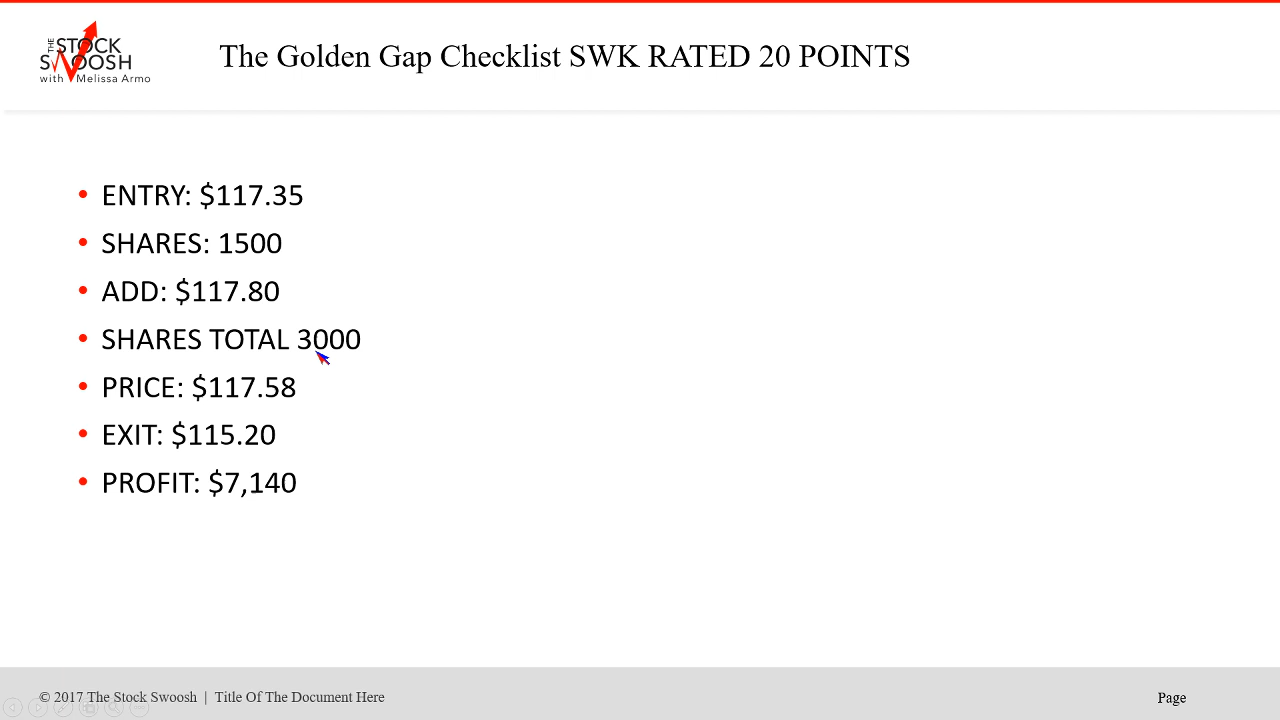 THE STOCK
SWOOSH
with Melissa Armo
The Golden Gap Checklist SWK RATED 20 POINTS
• ENTRY: $117.35
• SHARES: 1500
• ADD: $117.80
• SHARES TOTAL 3000
• PRICE: $117.58
• EXIT: $115.20
• PROFIT: $7,140
© 2017 The Stock Swoosh | Title Of The Document Here
Page